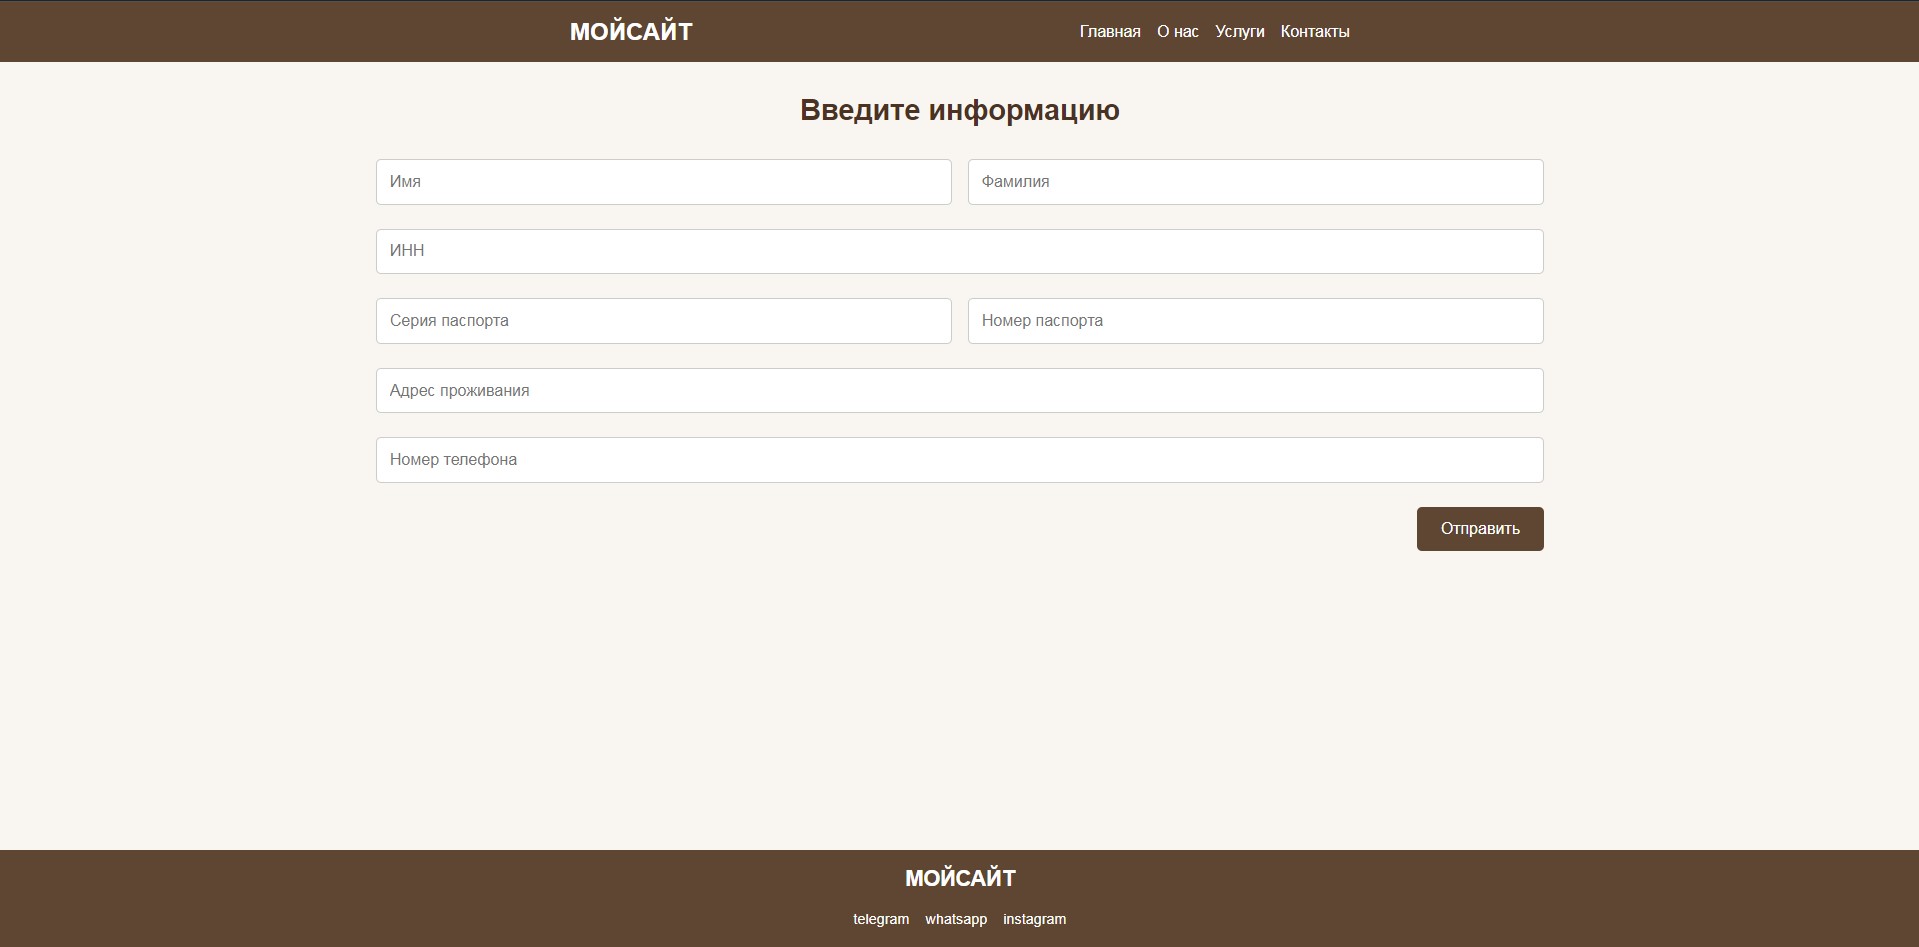 МОЙСАЙТ Главная О нас Услуги Контакты
Введите информацию
Имя Фамилия
ИНН
Серия паспорта Номер паспорта
Адрес проживания
Номер телефона
Отправить
МОЙСАЙТ
telegram whatsapp instagram